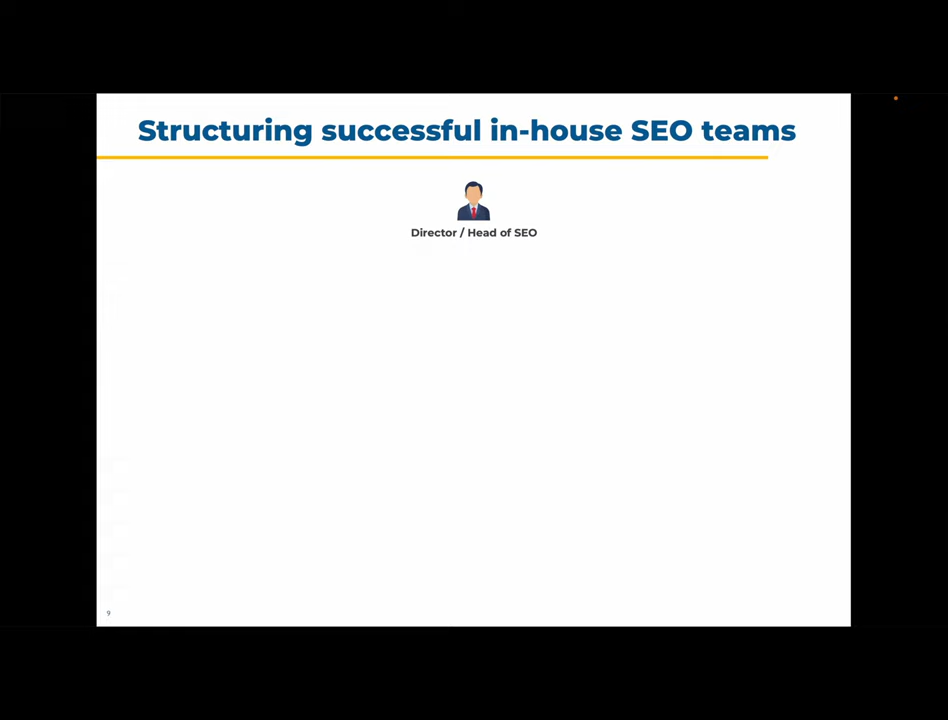 Structuring successful in-house SEO teams
Director / Head of SEO
9